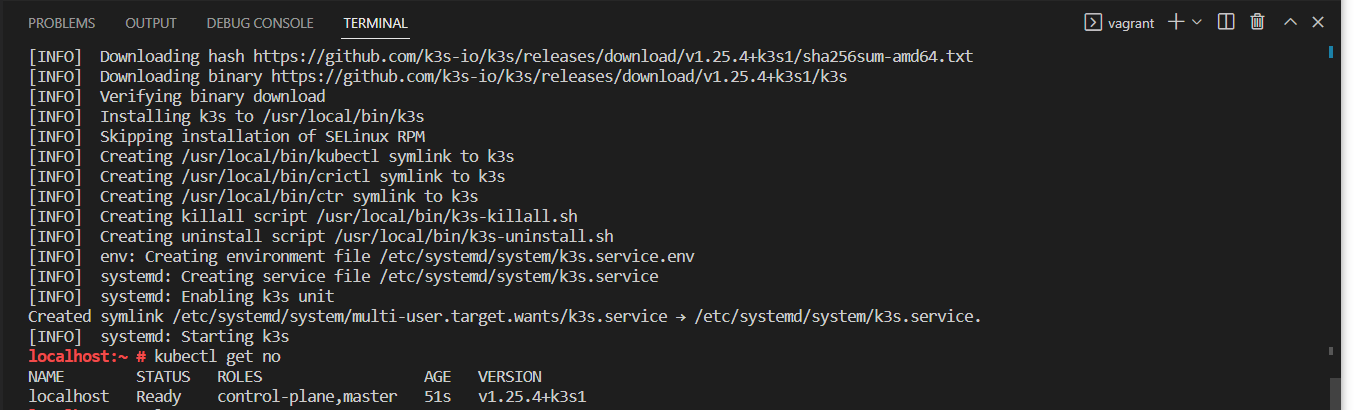 PROBLEMS OUTPUT DEBUG CONSOLE TERMINAL vagrant
[INFO]  Downloading hash https://github.com/k3s-io/k3s/releases/download/v1.25.4+k3s1/sha256sum-amd64.txt
[INFO]  Downloading binary https://github.com/k3s-io/k3s/releases/download/v1.25.4+k3s1/k3s
[INFO]  Verifying binary download
[INFO]  Installing k3s to /usr/local/bin/k3s
[INFO]  Skipping installation of SELinux RPM
[INFO]  Creating /usr/local/bin/kubectl symlink to k3s
[INFO]  Creating /usr/local/bin/crictl symlink to k3s
[INFO]  Creating /usr/local/bin/ctr symlink to k3s
[INFO]  Creating killall script /usr/local/bin/k3s-killall.sh
[INFO]  Creating uninstall script /usr/local/bin/k3s-uninstall.sh
[INFO]  env: Creating environment file /etc/systemd/system/k3s.service.env
[INFO]  systemd: Creating service file /etc/systemd/system/k3s.service
[INFO]  systemd: Enabling k3s unit
Created symlink /etc/systemd/system/multi-user.target.wants/k3s.service → /etc/systemd/system/k3s.service.
[INFO]  systemd: Starting k3s
localhost:~ # kubectl get no
NAME        STATUS   ROLES                  AGE   VERSION
localhost   Ready    control-plane,master   51s   v1.25.4+k3s1